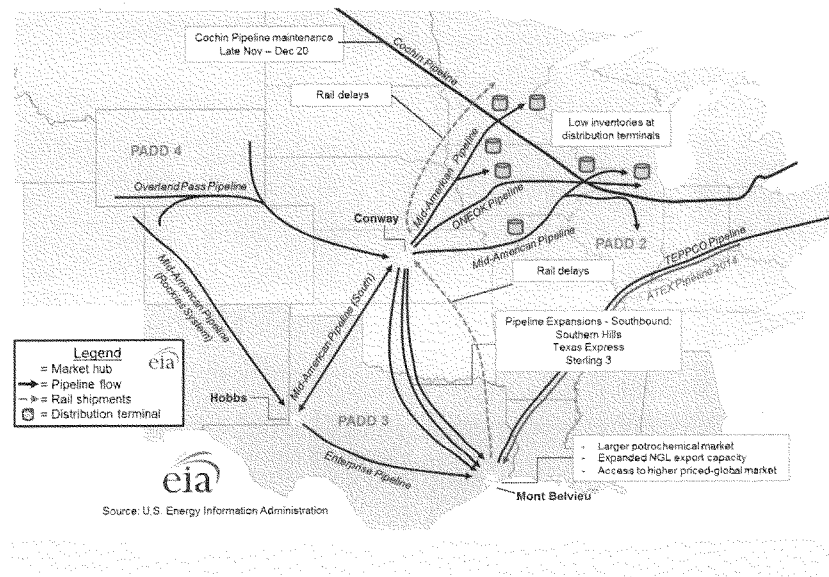 Cochin Pipeline maintenance
Late Nov – Dec 20
Cochin Pipeline
Rail delays
Low inventories at
distribution terminals
PADD 4
Overland Pass Pipeline
Mid-American Pipeline
ONEOK Pipeline
Conway
Mid-American Pipeline
PADD 2
TEPPCO Pipeline
ATEX Pipeline 2014
Rail delays
Mid-American Pipeline
(Rockies System)
Mid-American Pipeline (South)
Pipeline Expansions - Southbound:
Southern Hills
Texas Express
Sterling 3
Legend
eia
= Market hub
= Pipeline flow
= Rail shipments
= Distribution terminal
Hobbs
PADD 3
Enterprise Pipeline
- Larger petrochemical market
- Expanded NGL export capacity
- Access to higher priced-global market
Mont Belvieu
eia
Source: U.S. Energy Information Administration